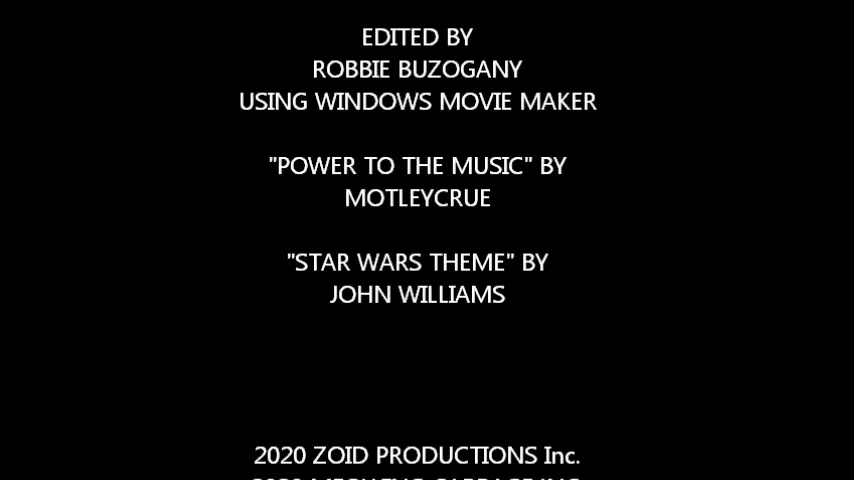 EDITED BY
ROBBIE BUZOGANY
USING WINDOWS MOVIE MAKER
"POWER TO THE MUSIC" BY
MOTLEYCRUE
"STAR WARS THEME" BY
JOHN WILLIAMS
2020 ZOID PRODUCTIONS Inc.